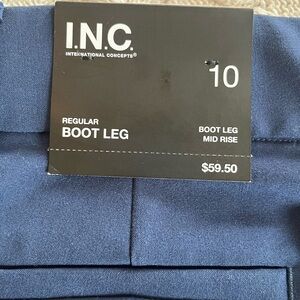 I.N.C.
INTERNATIONAL CONCEPTS®
10
REGULAR
BOOT LEG
BOOT LEG
MID RISE
$59.50